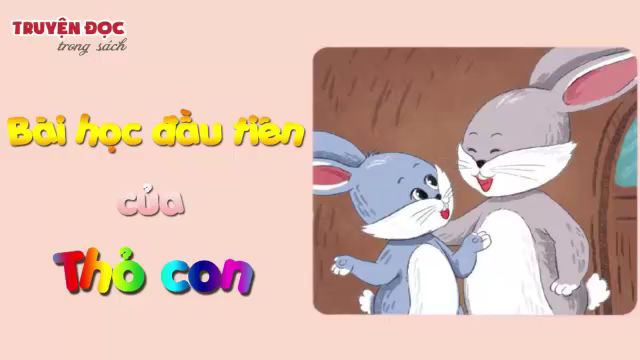 TRUYỆN ĐỌC
trong sách
Bài học đầu tiên
của
Thỏ con